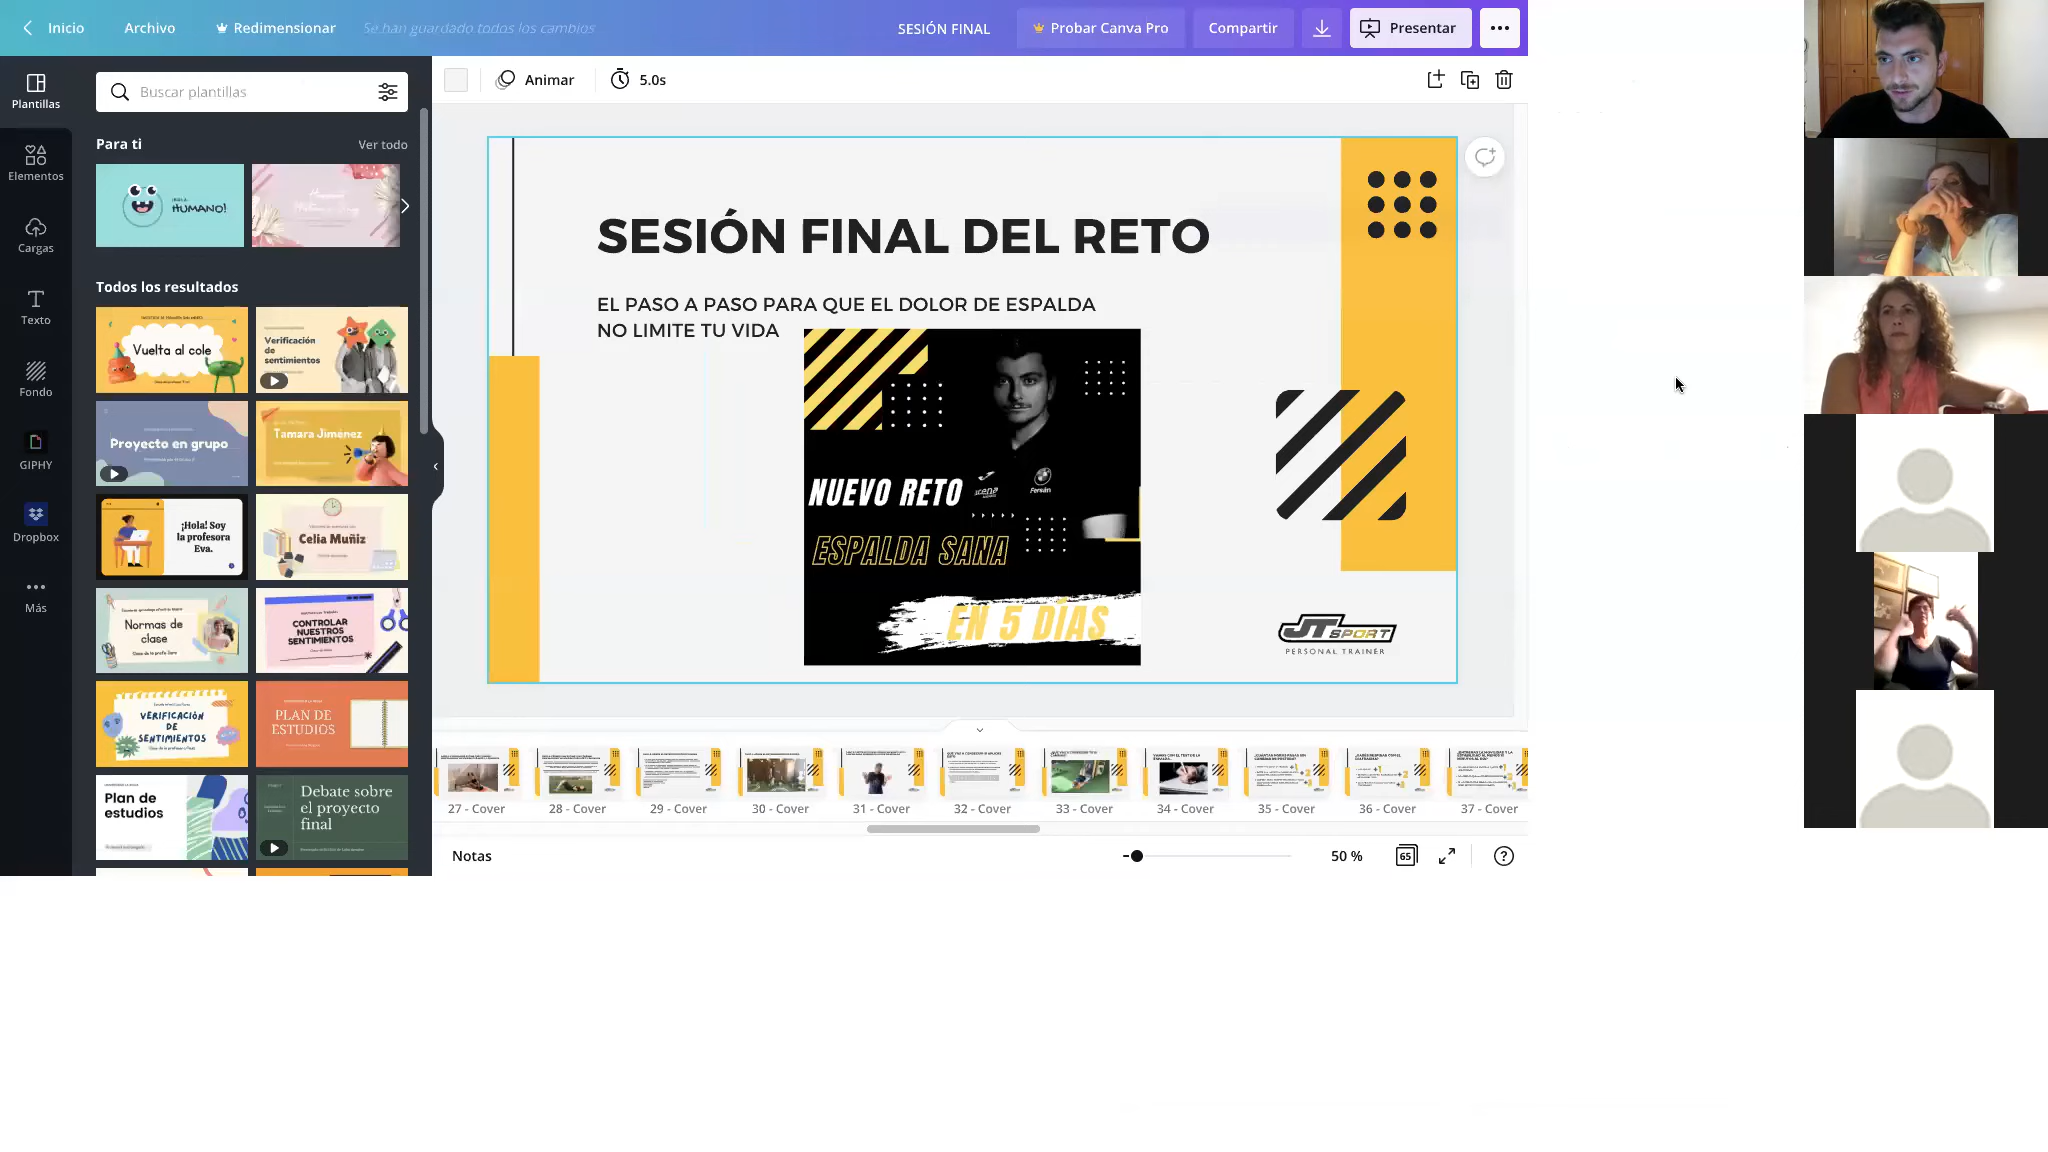 Inicio
Archivo
Redimensionar
Se han guardado todos los cambios
SESIÓN FINAL
Probar Canva Pro
Compartir
Presentar
Plantillas
Elementos
Cargas
Texto
Fondo
GIPHY
Dropbox
Más
Buscar plantillas
Para ti
Ver todo
¡HOLA,
HUMANO!
Todos los resultados
Vuelta al cole
Verificación
de
sentimientos
Proyecto en grupo
Tamara Jiménez
¡Hola! Soy
la profesora
Eva.
Celia Muñiz
Normas de
clase
CONTROLAR
NUESTROS
SENTIMIENTOS
VERIFICACIÓN
DE
SENTIMIENTOS
PLAN DE
ESTUDIOS
Plan de
estudios
Debate sobre
el proyecto
final
Animar
5.0s
SESIÓN FINAL DEL RETO
EL PASO A PASO PARA QUE EL DOLOR DE ESPALDA
NO LIMITE TU VIDA
Fersán
NUEVO RETO
ESPALDA SANA
EN 5 DÍAS
JT SPORT
PERSONAL TRAINER
27 - Cover
28 - Cover
29 - Cover
30 - Cover
31 - Cover
32 - Cover
33 - Cover
34 - Cover
35 - Cover
36 - Cover
37 - Cover
Notas
50 %
65